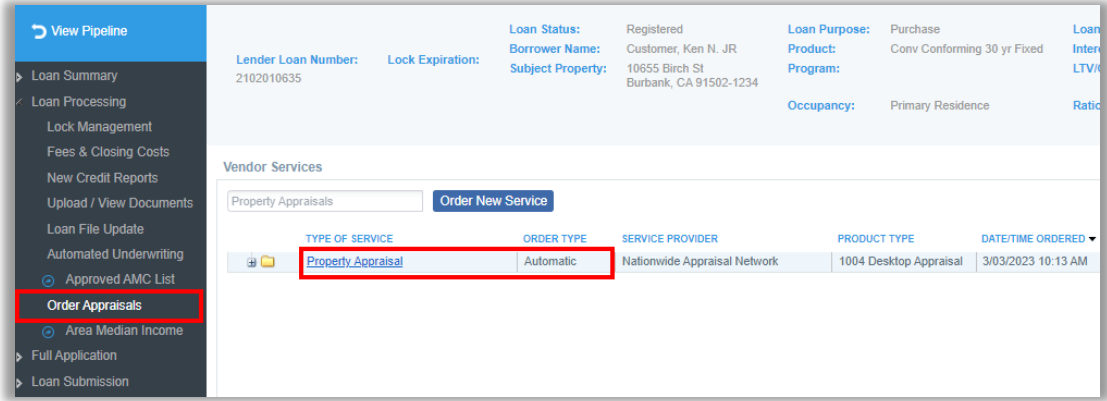 View Pipeline
Loan Summary
Loan Processing
Lock Management
Fees & Closing Costs
New Credit Reports
Upload / View Documents
Loan File Update
Automated Underwriting
Approved AMC List
Order Appraisals
Area Median Income
Full Application
Loan Submission
Lender Loan Number:
2102010635
Lock Expiration:
Loan Status: Registered
Borrower Name: Customer, Ken N. JR
Subject Property: 10655 Birch St
Burbank, CA 91502-1234
Loan Purpose: Purchase
Product: Conv Conforming 30 yr Fixed
Program:
Occupancy: Primary Residence
Loan
Inter
LTV/
Ratio
Vendor Services
Property Appraisals Order New Service
TYPE OF SERVICE ORDER TYPE SERVICE PROVIDER PRODUCT TYPE DATE/TIME ORDERED
Property Appraisal Automatic Nationwide Appraisal Network 1004 Desktop Appraisal 3/03/2023 10:13 AM